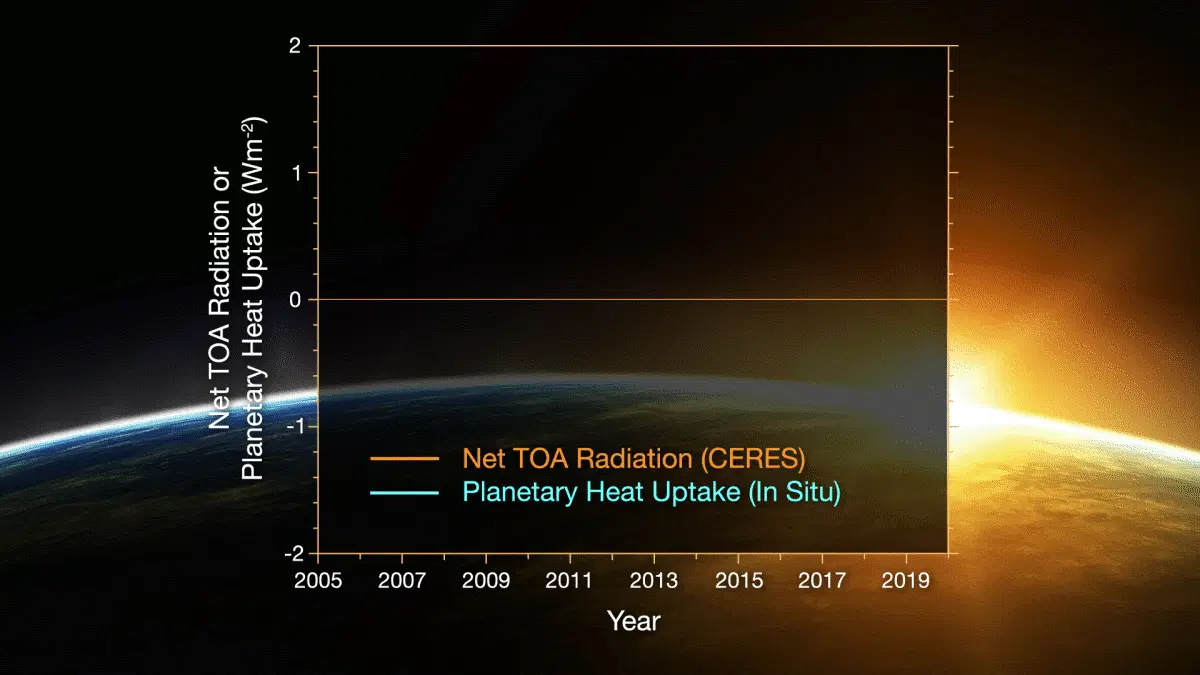 Net TOA Radiation or
Planetary Heat Uptake (Wm⁻²)
2
1
0
-1
-2
Net TOA Radiation (CERES)
Planetary Heat Uptake (In Situ)
2005 2007 2009 2011 2013 2015 2017 2019
Year